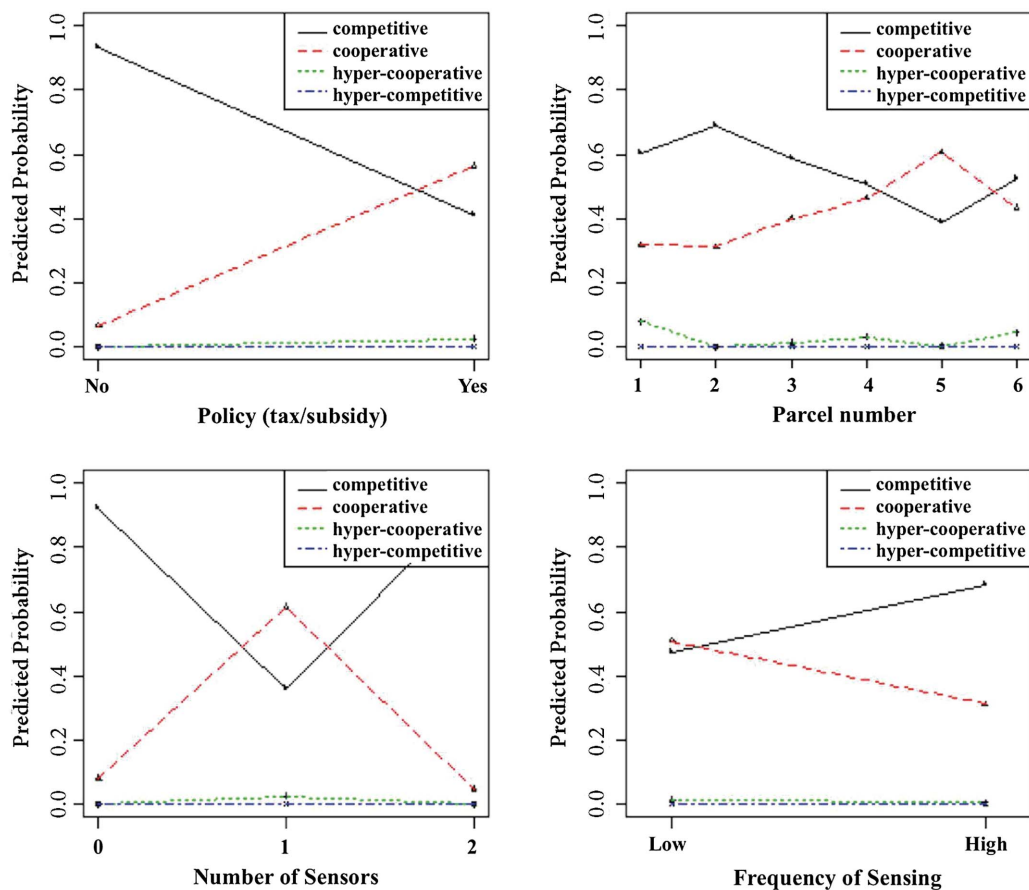 1.0
0.8
0.6
0.4
0.2
0.0
Predicted Probability
competitive
cooperative
hyper-cooperative
hyper-competitive
No Yes
Policy (tax/subsidy)
1.0
0.8
0.6
0.4
0.2
0.0
Predicted Probability
competitive
cooperative
hyper-cooperative
hyper-competitive
1 2 3 4 5 6
Parcel number
1.0
0.8
0.6
0.4
0.2
0.0
Predicted Probability
competitive
cooperative
hyper-cooperative
hyper-competitive
0 1 2
Number of Sensors
1.0
0.8
0.6
0.4
0.2
0.0
Predicted Probability
competitive
cooperative
hyper-cooperative
hyper-competitive
Low High
Frequency of Sensing